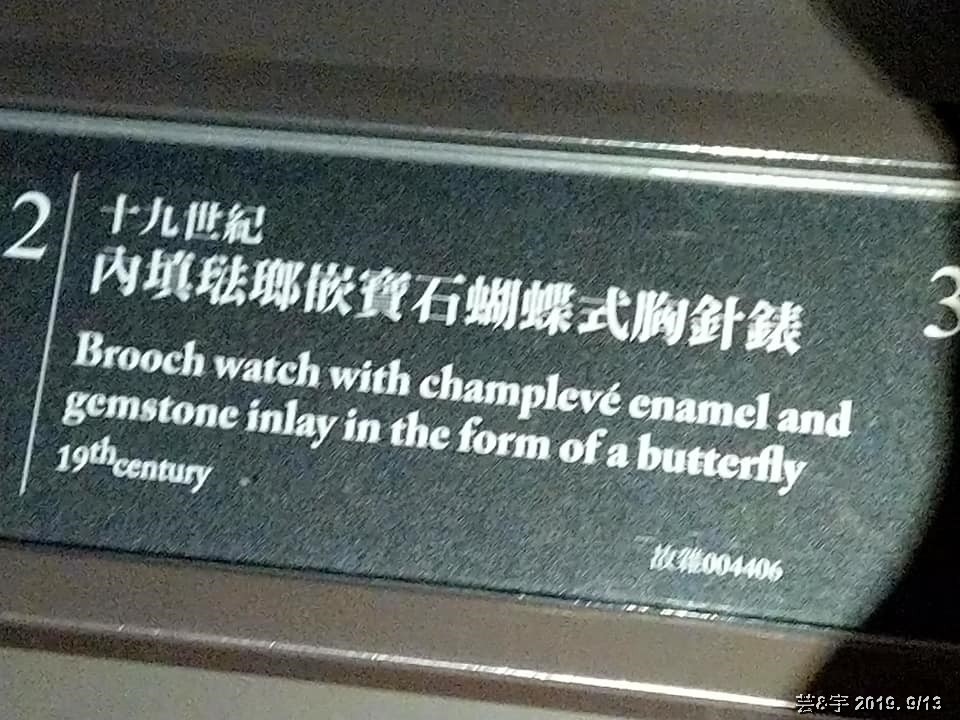 2
十九世紀
內填琺瑯嵌寶石蝴蝶式胸針錶
Brooch watch with champlevé enamel and
gemstone inlay in the form of a butterfly
19th century
故雜004406
3
芸&宇 2019. 9/13